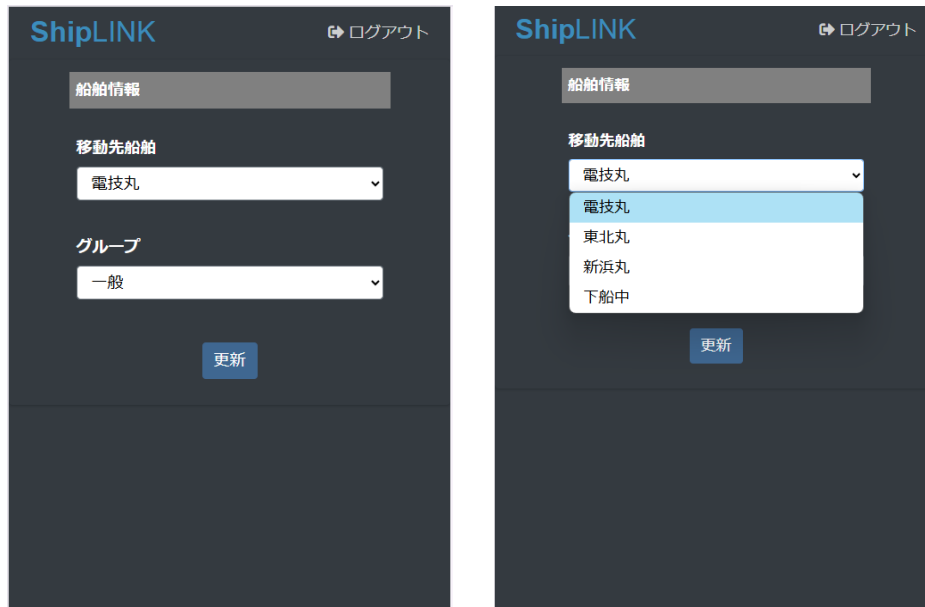 ShipLINK
ログアウト
船舶情報
移動先船舶
電技丸
グループ
一般
更新
ShipLINK
ログアウト
船舶情報
移動先船舶
電技丸
電技丸
東北丸
新浜丸
下船中
更新